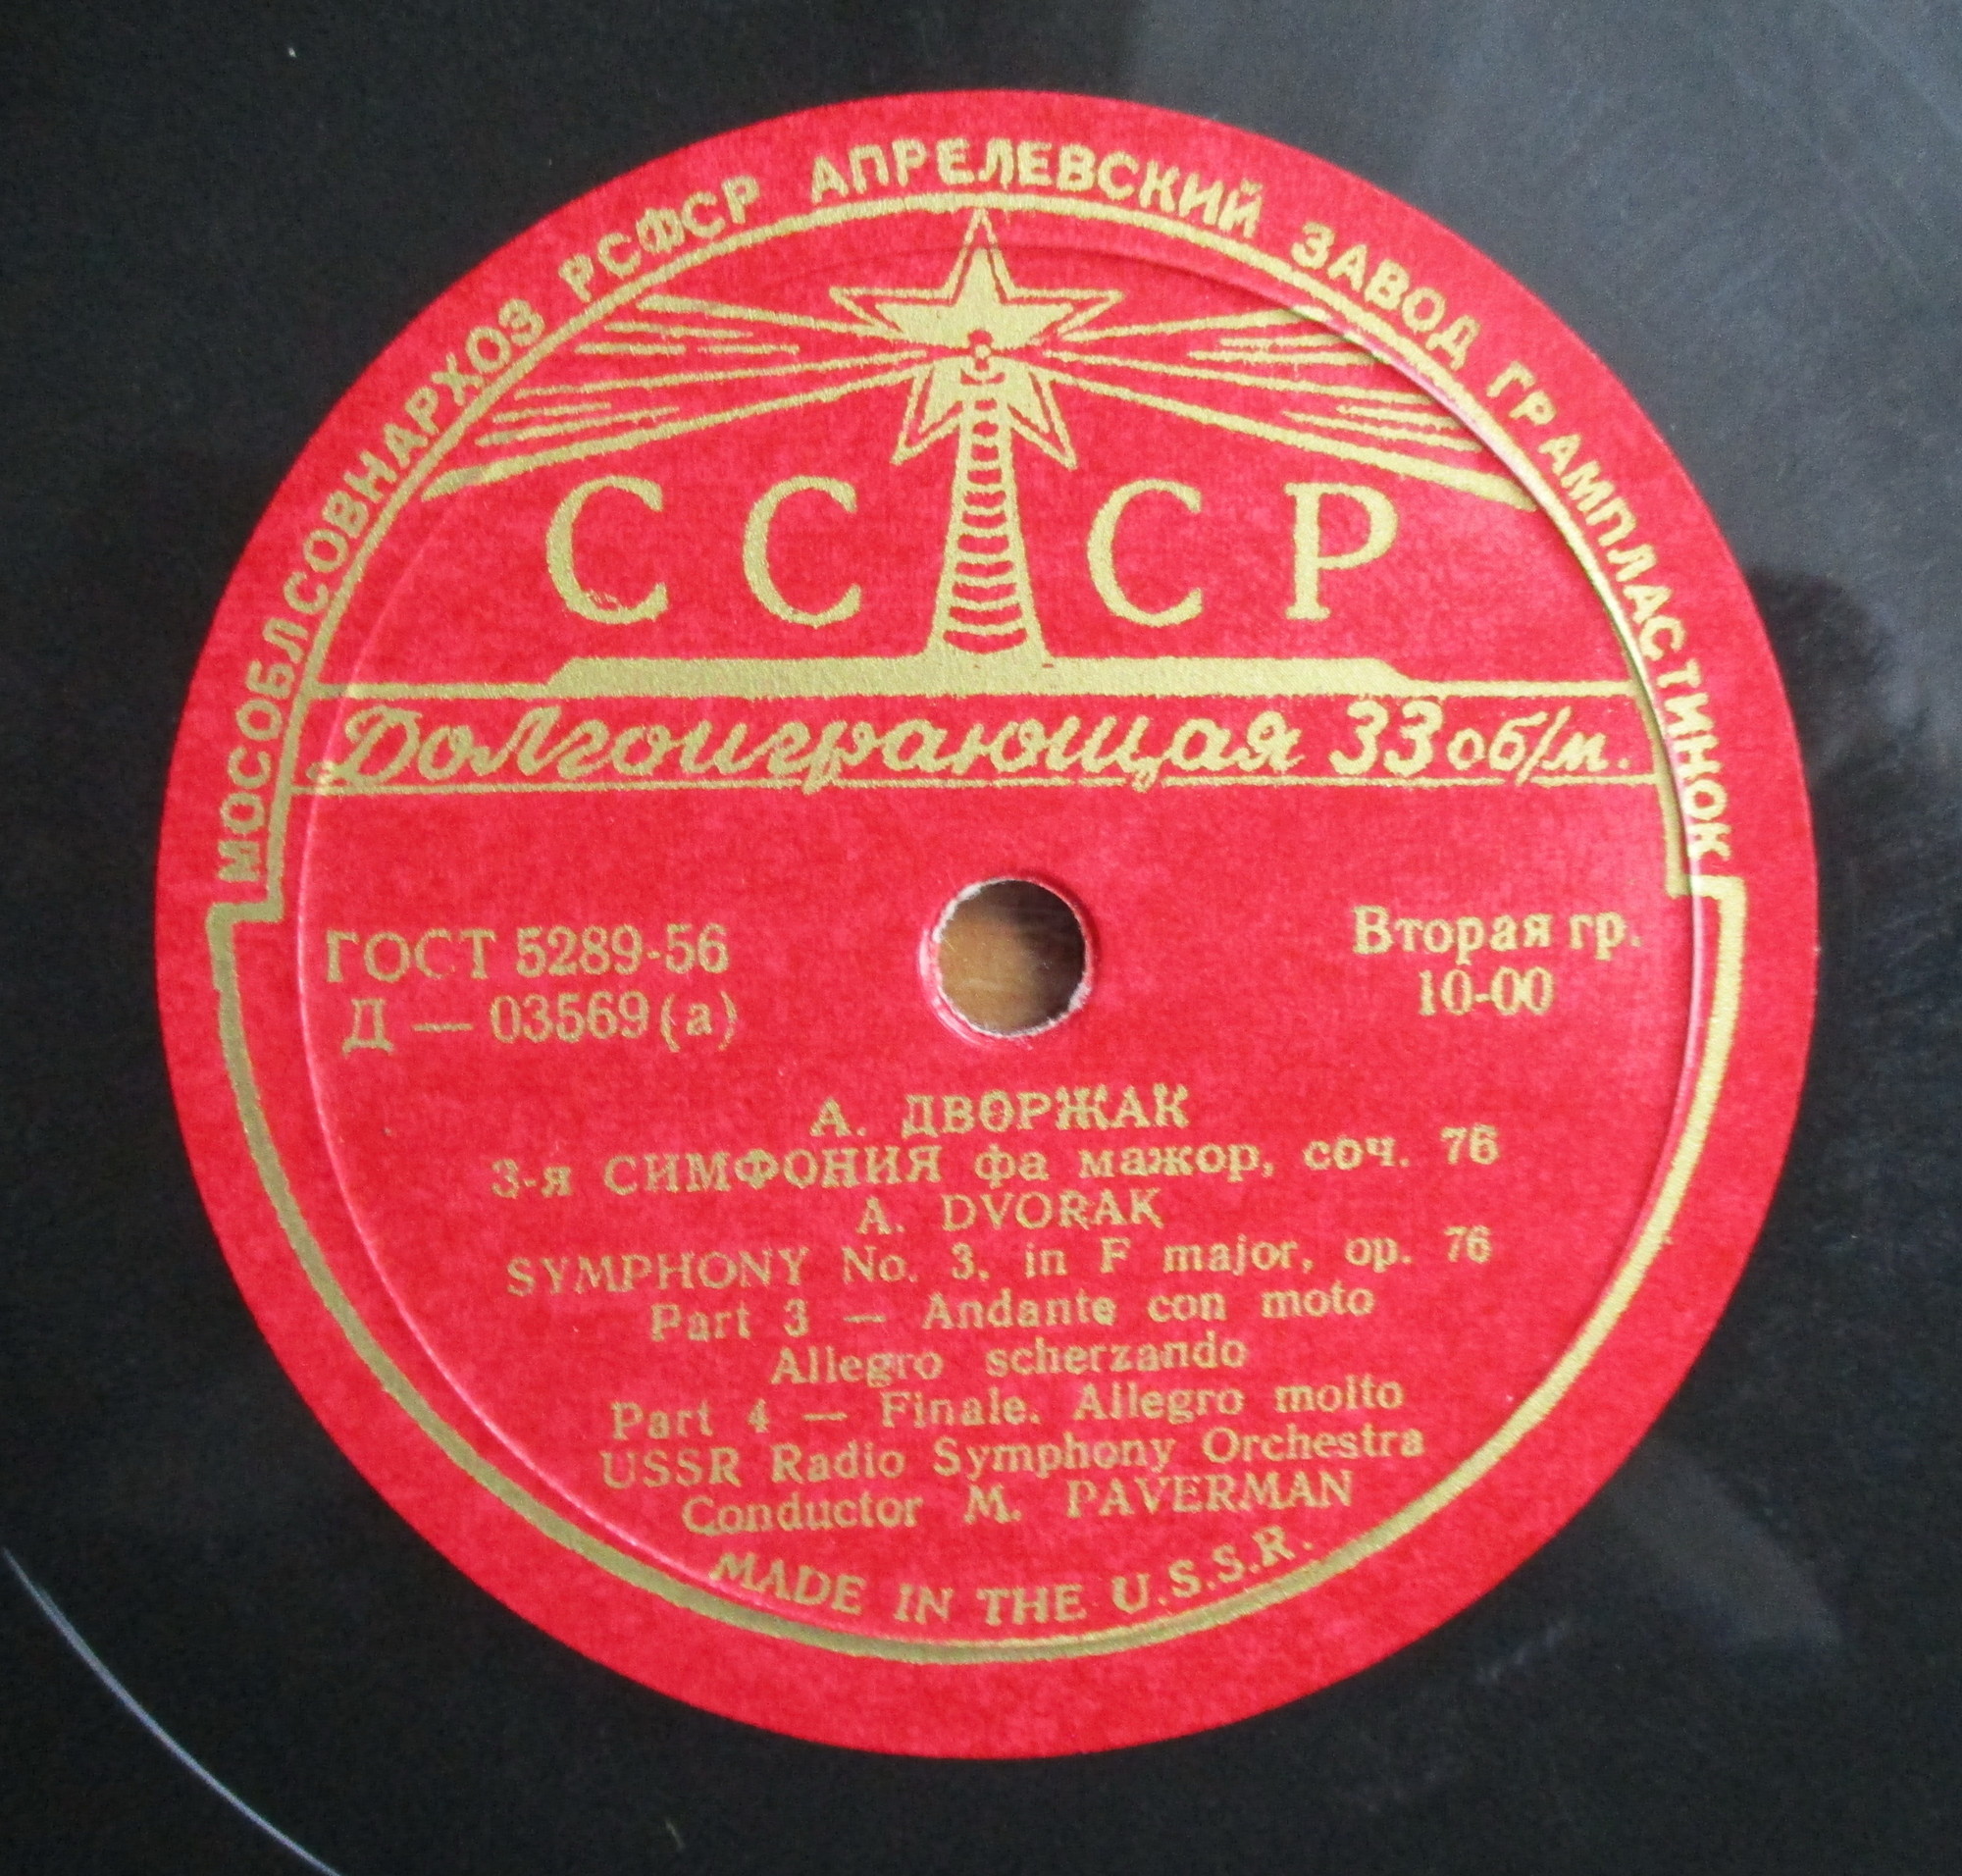 МОСОБЛСОВНАРХОЗ РСФСР АПРЕЛЕВСКИЙ ЗАВОД ГРАМПЛАСТИНОК
СССР
Долгоиграющая 33 об/м.
ГОСТ 5289-56
Д — 03569 (а)
Вторая гр.
10-00
А. ДВОРЖАК
3-я СИМФОНИЯ фа мажор, соч. 76
A. DVORAK
SYMPHONY No. 3, in F major, op. 76
Part 3 — Andante con moto
Allegro scherzando
Part 4 — Finale. Allegro molto
USSR Radio Symphony Orchestra
Conductor M. PAVERMAN
MADE IN THE U.S.S.R.